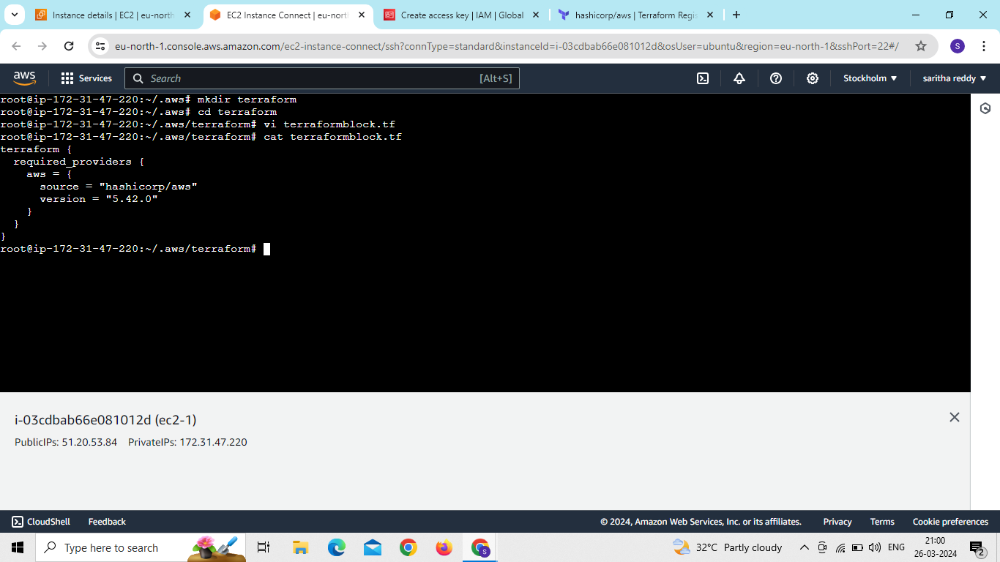 Instance details | EC2 | eu-north
EC2 Instance Connect | eu-nort
Create access key | IAM | Global
hashicorp/aws | Terraform Regis
eu-north-1.console.aws.amazon.com/ec2-instance-connect/ssh?connType=standard&instanceId=i-03cdbab66e081012d&osUser=ubuntu&region=eu-north-1&sshPort=22#/
S
aws
Services
Search
[Alt+S]
Stockholm
saritha reddy
root@ip-172-31-47-220:~/.aws# mkdir terraform
root@ip-172-31-47-220:~/.aws# cd terraform
root@ip-172-31-47-220:~/.aws/terraform# vi terraformblock.tf
root@ip-172-31-47-220:~/.aws/terraform# cat terraformblock.tf
terraform {
  required_providers {
    aws = {
      source = "hashicorp/aws"
      version = "5.42.0"
    }
  }
}
root@ip-172-31-47-220:~/.aws/terraform#
i-03cdbab66e081012d (ec2-1)
PublicIPs: 51.20.53.84 PrivateIPs: 172.31.47.220
CloudShell
Feedback
© 2024, Amazon Web Services, Inc. or its affiliates.
Privacy
Terms
Cookie preferences
Type here to search
S
32°C Partly cloudy
ENG
21:00
26-03-2024
2